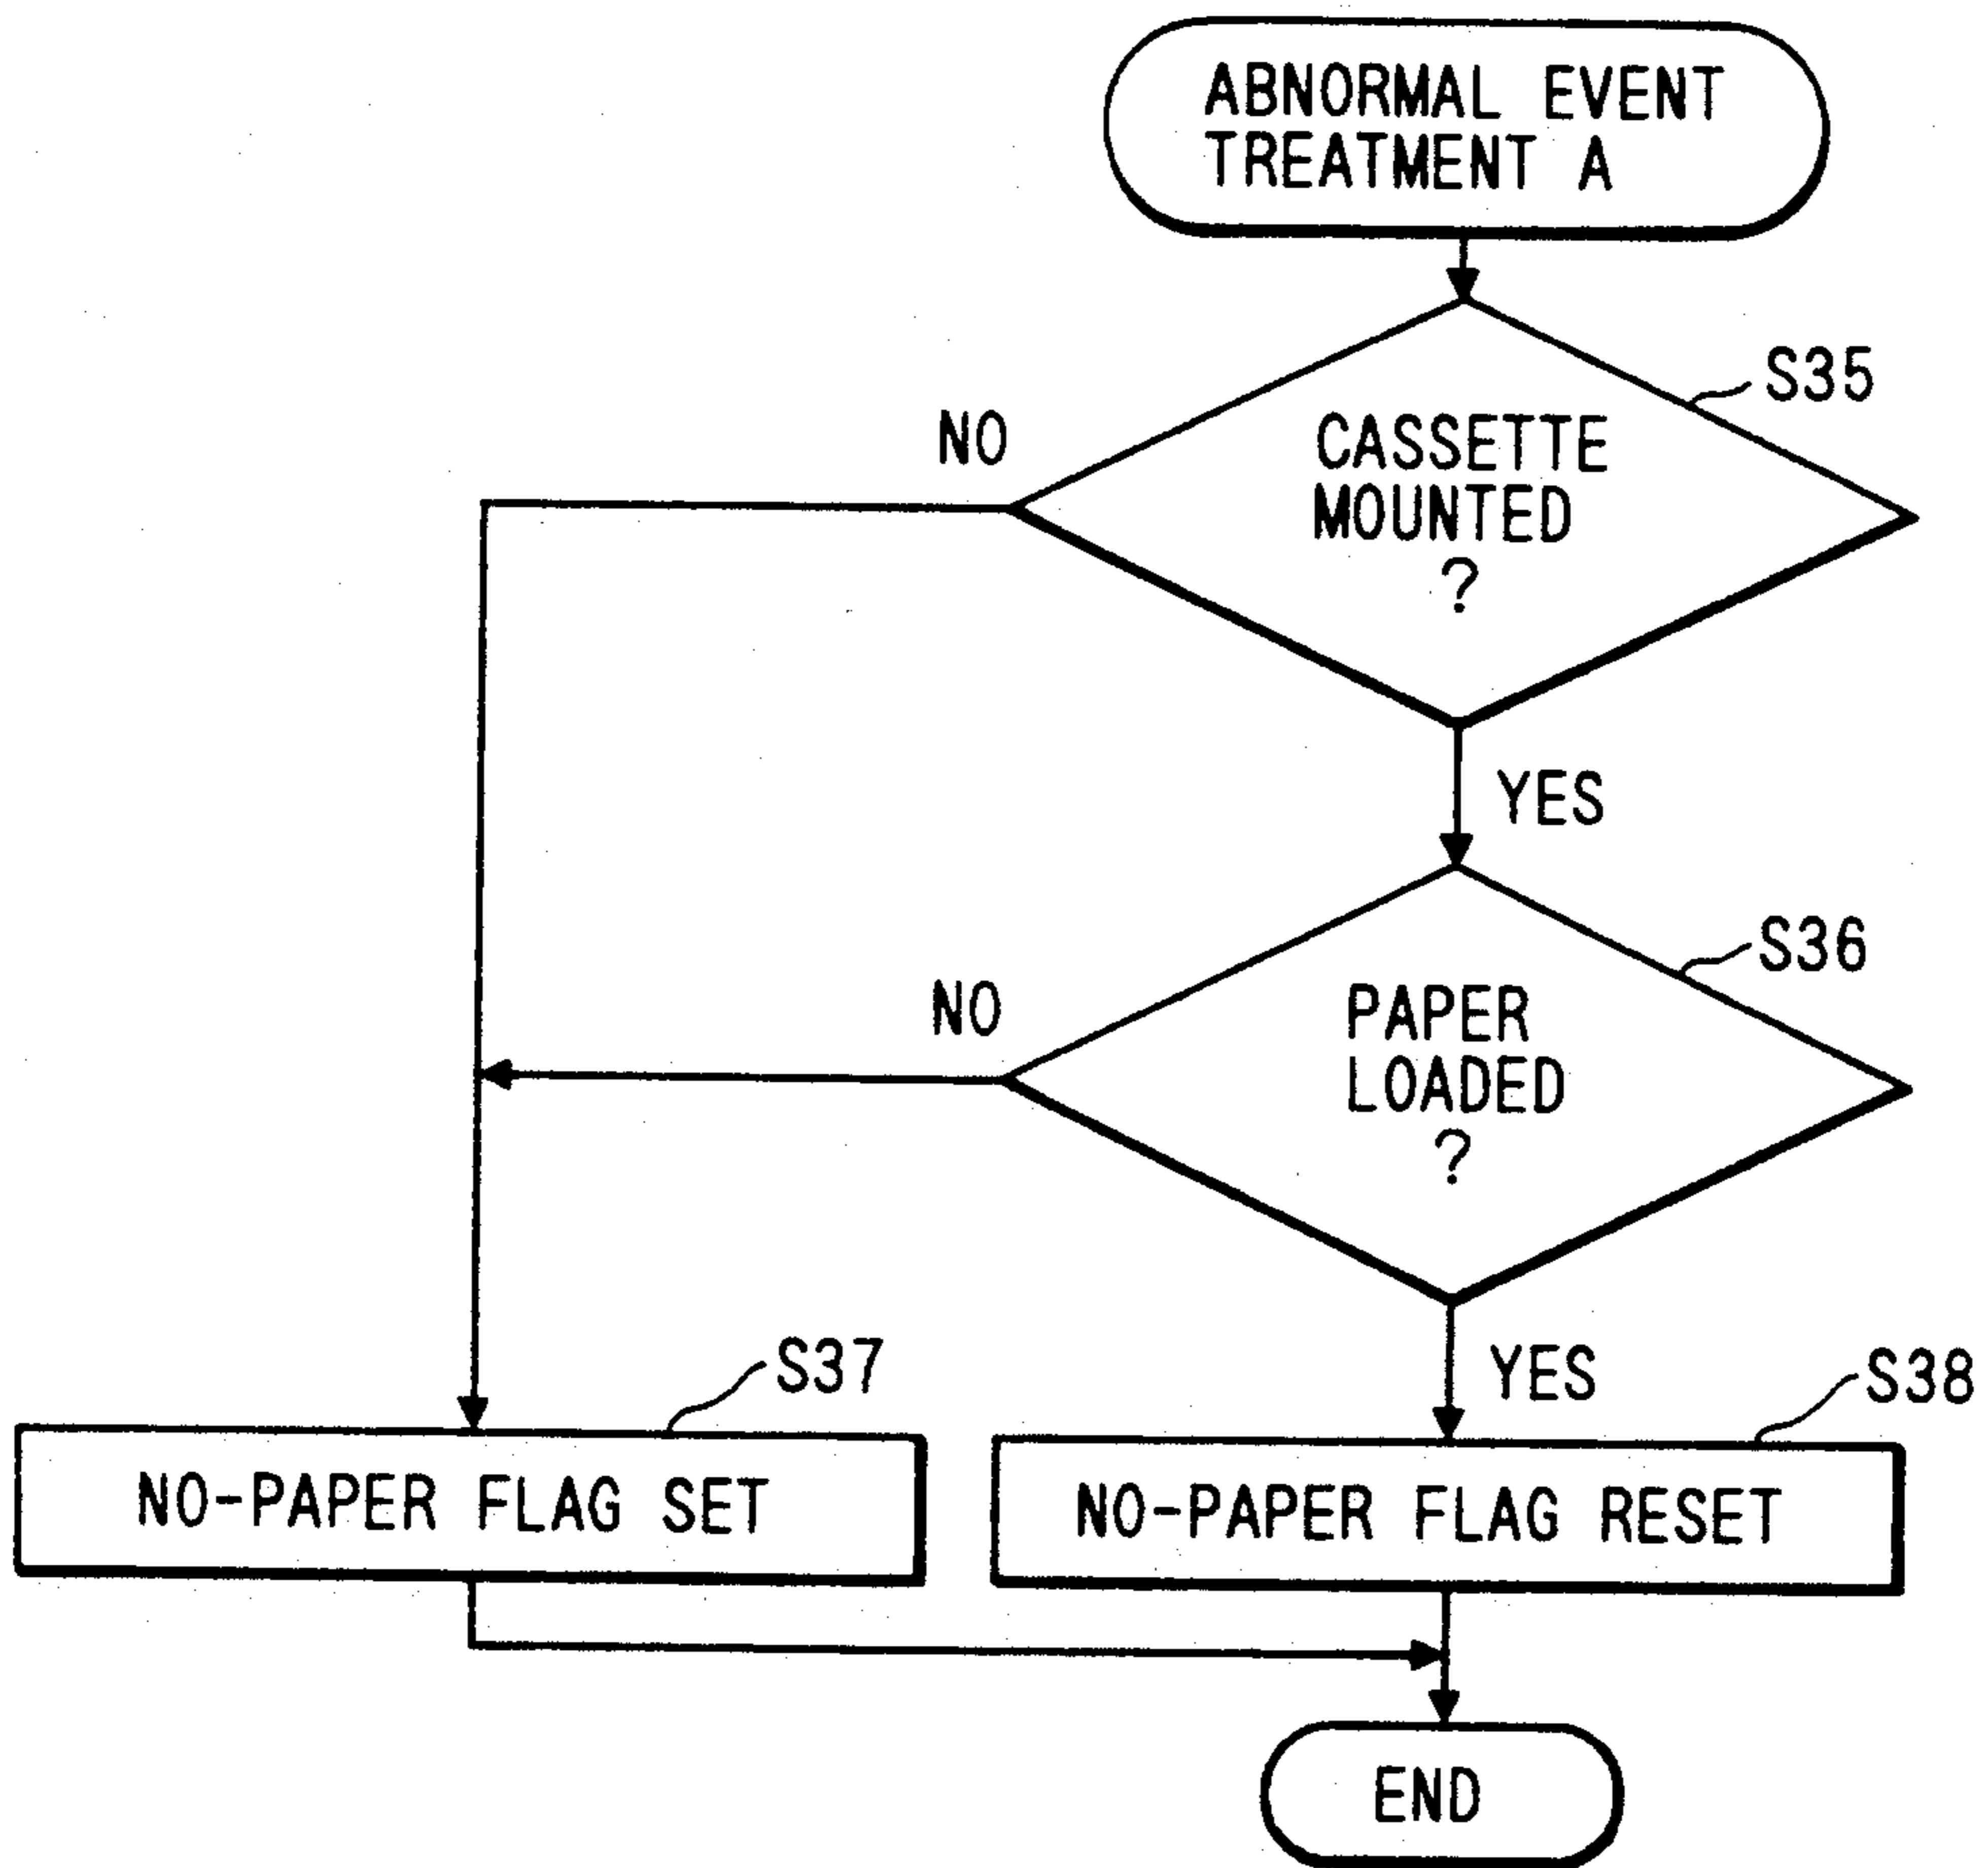 ABNORMAL EVENT
TREATMENT A
S35
NO
CASSETTE
MOUNTED
?
YES
S36
NO
PAPER
LOADED
?
S37
YES
S38
NO-PAPER FLAG SET
NO-PAPER FLAG RESET
END